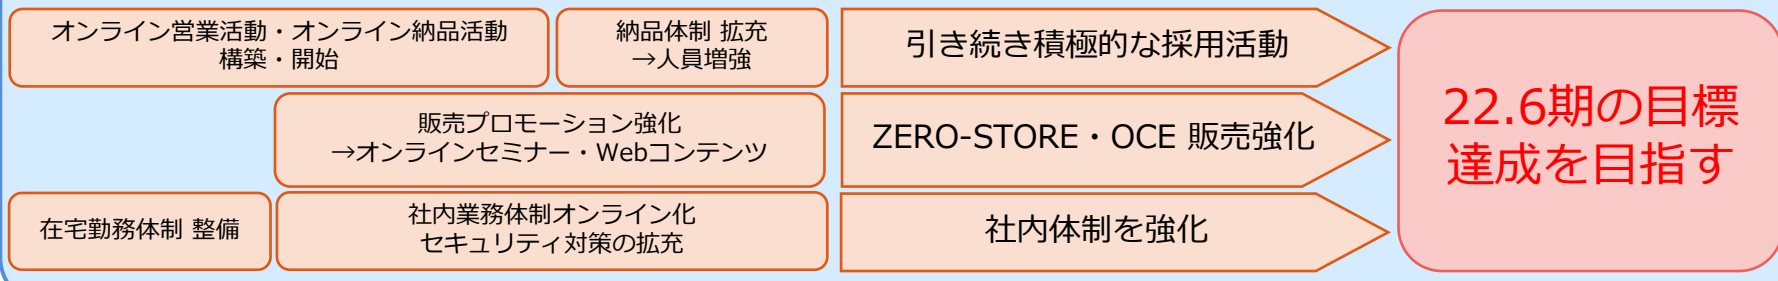 オンライン営業活動・オンライン納品活動
構築・開始
納品体制 拡充
→人員増強
引き続き積極的な採用活動
販売プロモーション強化
→オンラインセミナー・Webコンテンツ
ZERO-STORE・OCE 販売強化
在宅勤務体制 整備
社内業務体制オンライン化
セキュリティ対策の拡充
社内体制を強化
22.6期の目標
達成を目指す